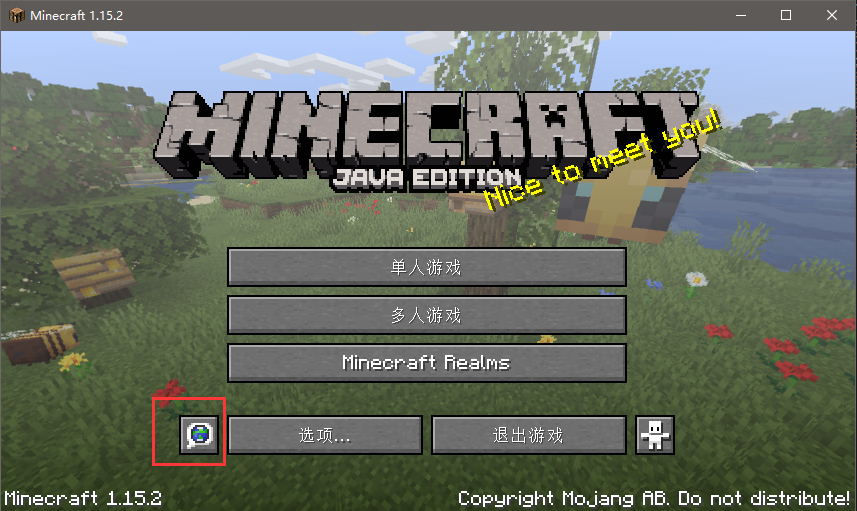 Minecraft 1.15.2
MINECRAFT
JAVA EDITION
Nice to meet you!
单人游戏
多人游戏
Minecraft Realms
选项...
退出游戏
Minecraft 1.15.2
Copyright Mojang AB. Do not distribute!